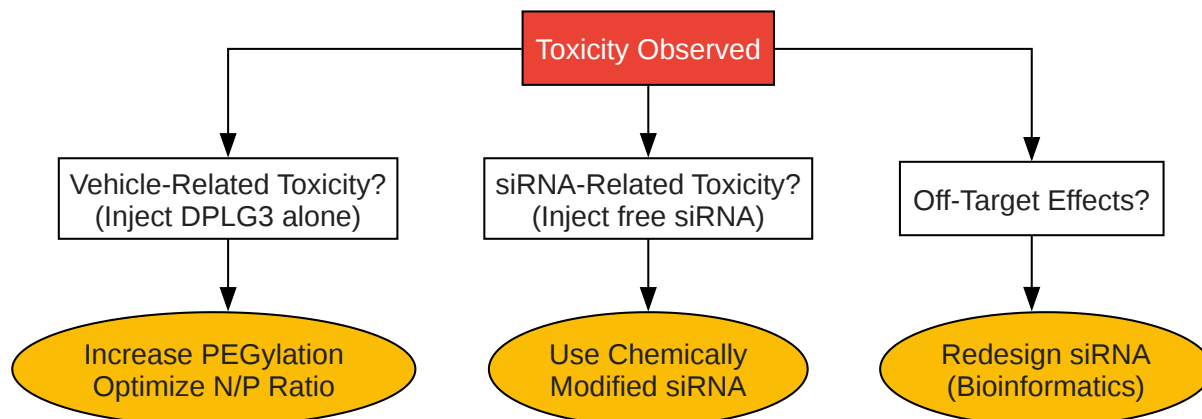 Toxicity Observed
Vehicle-Related Toxicity?
(Inject DPLG3 alone)
siRNA-Related Toxicity?
(Inject free siRNA)
Off-Target Effects?
Increase PEGylation
Optimize N/P Ratio
Use Chemically
Modified siRNA
Redesign siRNA
(Bioinformatics)